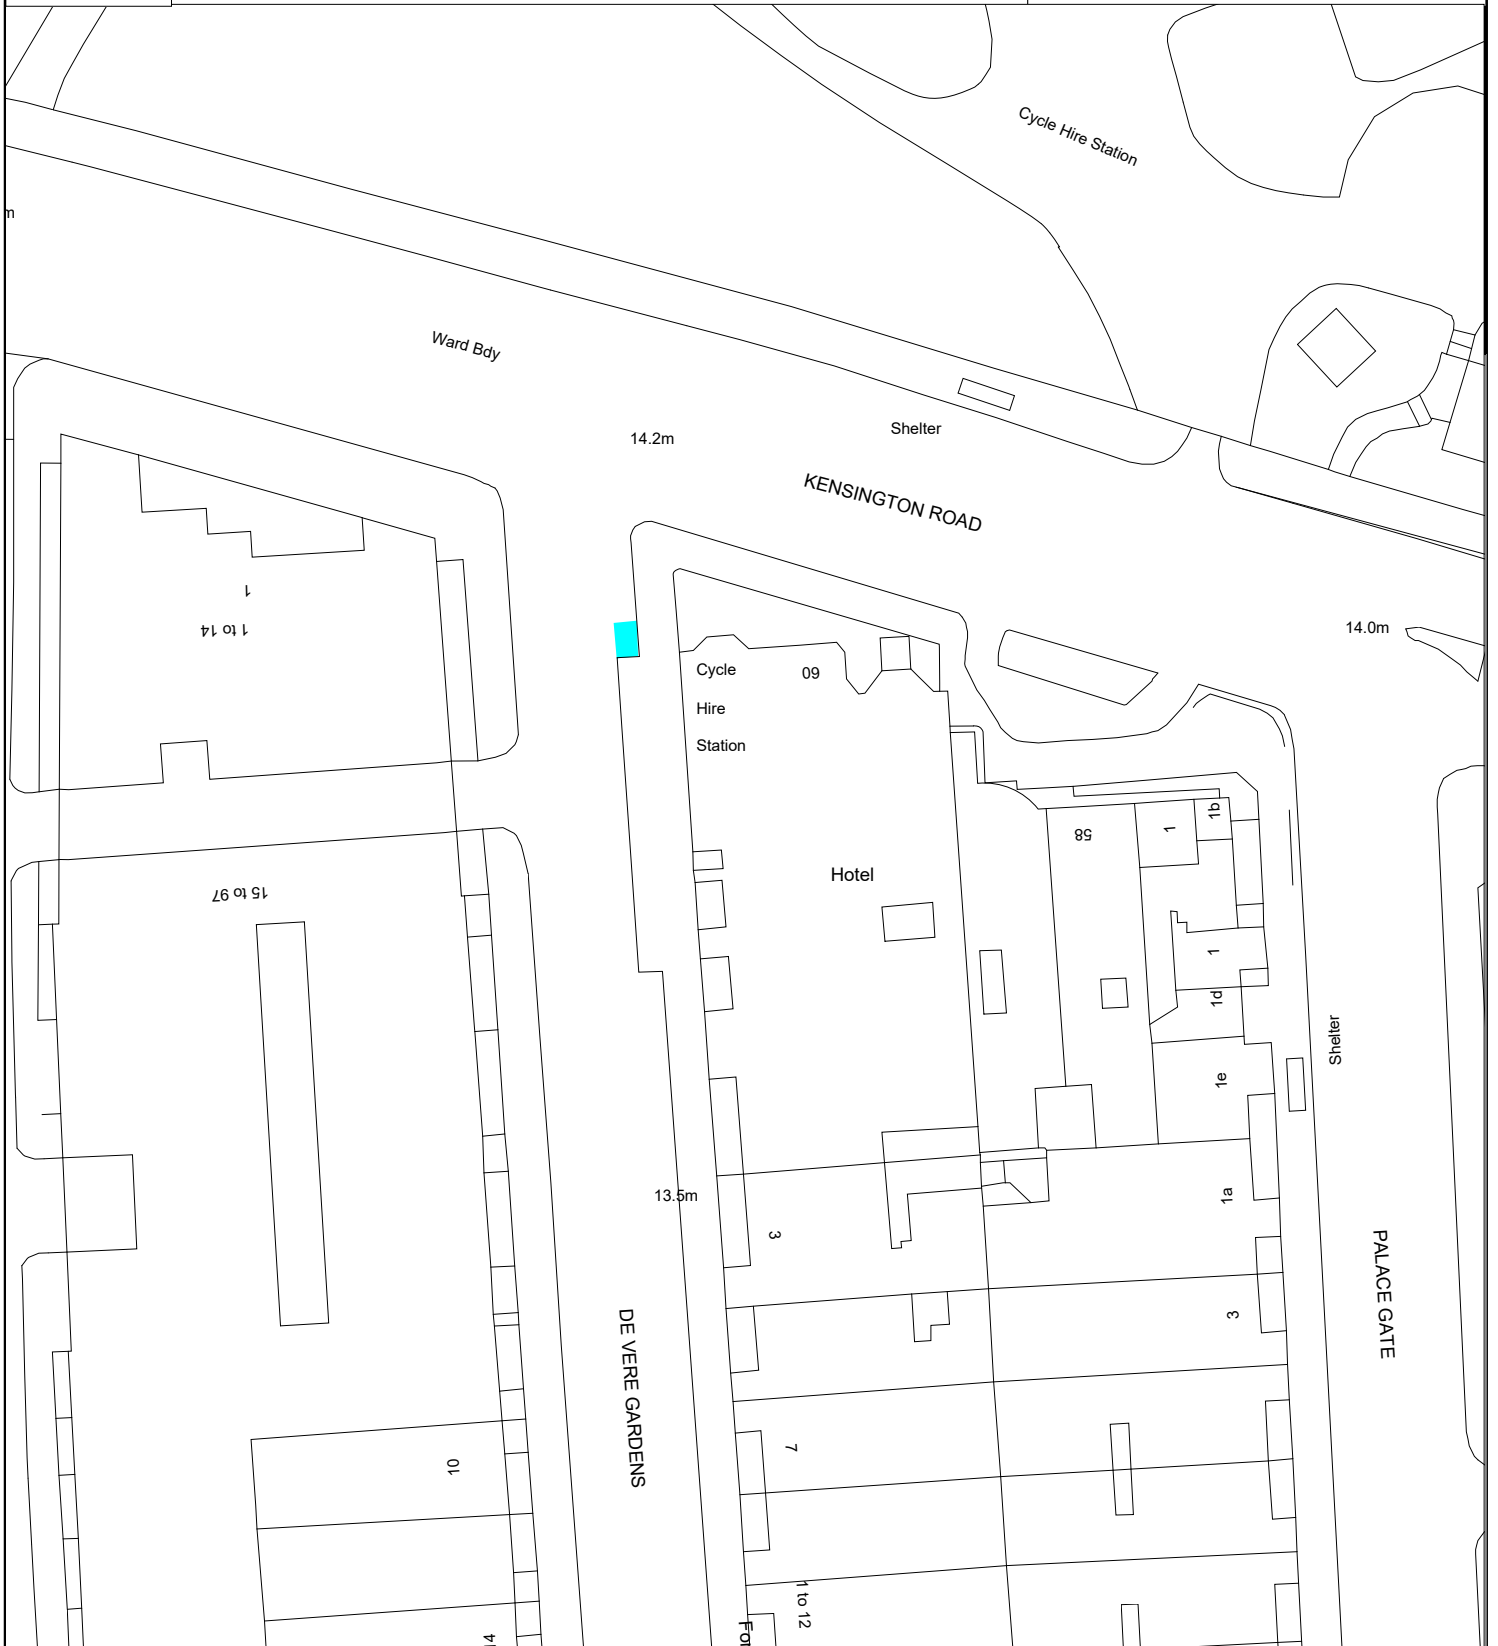 Cycle Hire Station
m
Ward Bdy
14.2m
Shelter
KENSINGTON ROAD
14.0m
1
1 to 14
Cycle
Hire
Station
60
58
1
1b
Hotel
15 to 97
1
1d
Shelter
1e
13.5m
1a
3
PALACE GATE
3
DE VERE GARDENS
7
10
1 to 12